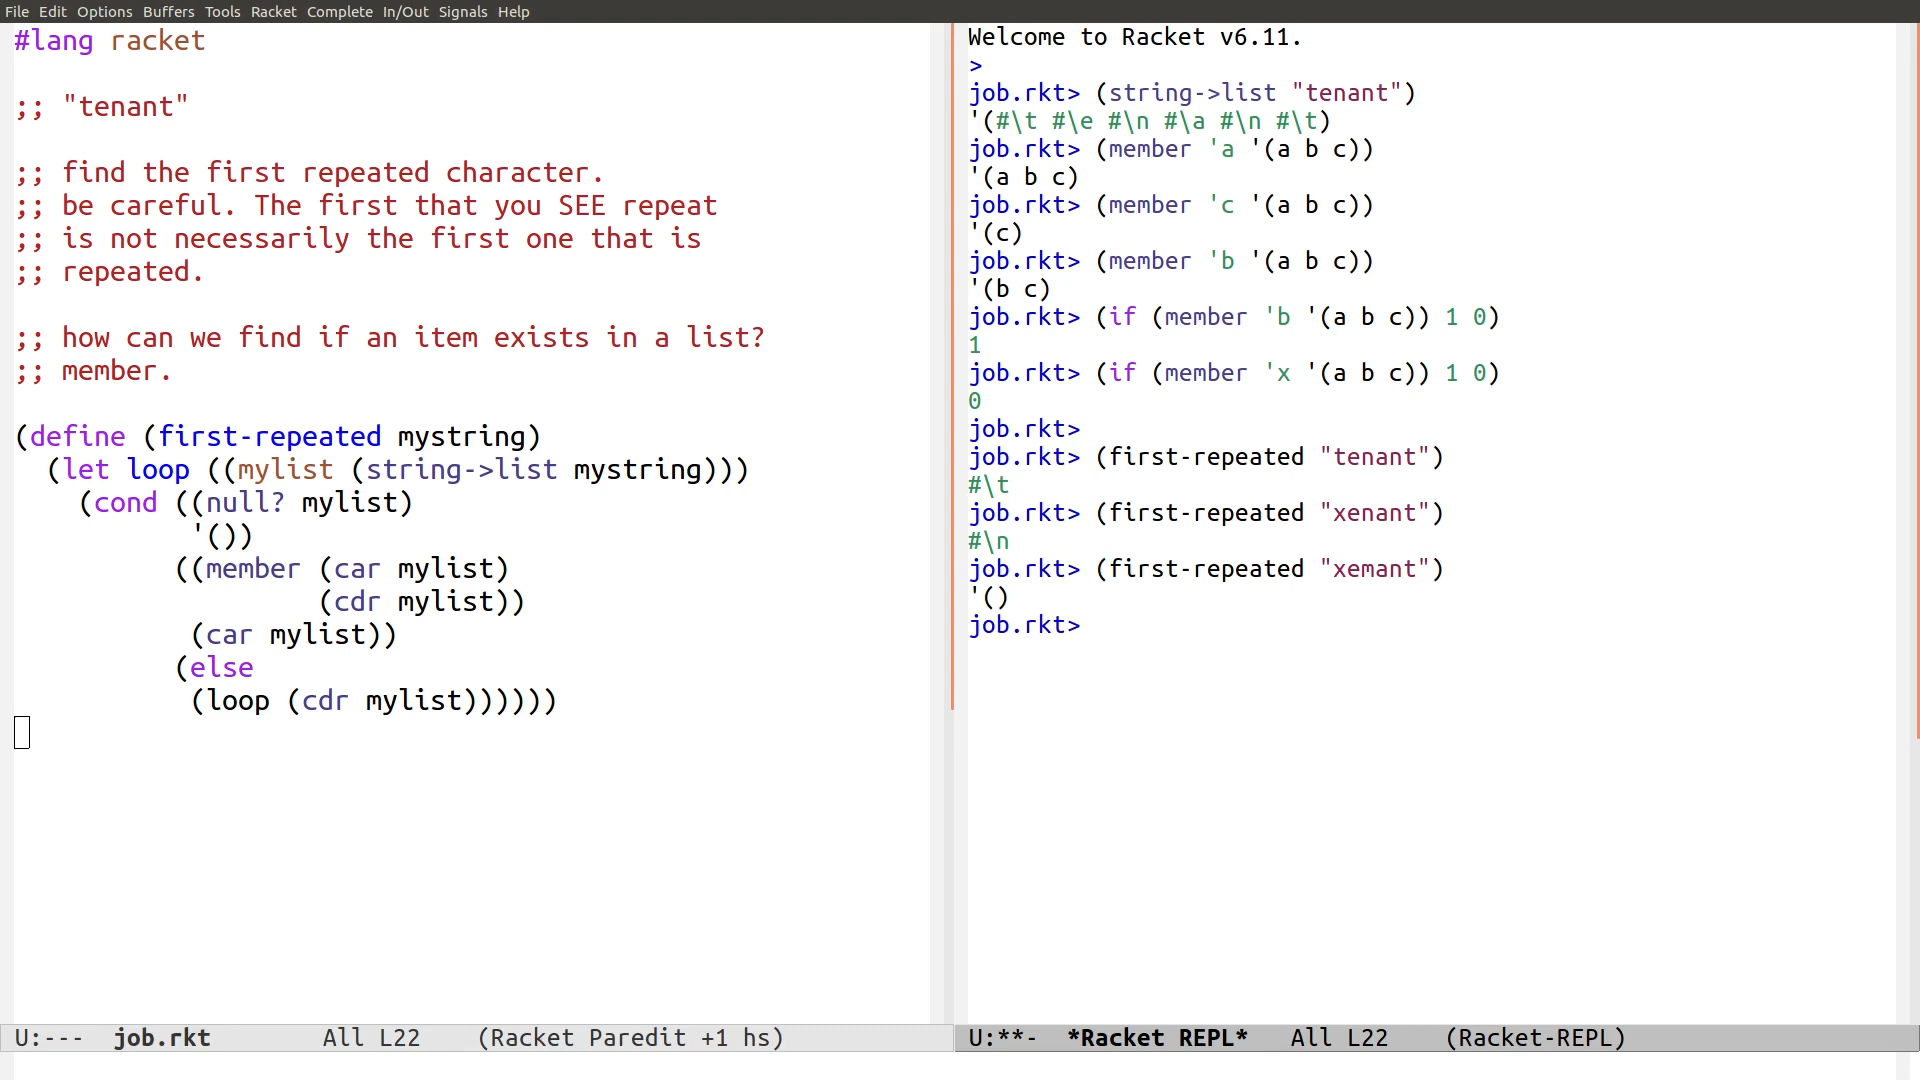 File Edit Options Buffers Tools Racket Complete In/Out Signals Help
#lang racket
;; "tenant"
;; find the first repeated character.
;; be careful. The first that you SEE repeat
;; is not necessarily the first one that is
;; repeated.
;; how can we find if an item exists in a list?
;; member.
(define (first-repeated mystring)
(let loop ((mylist (string->list mystring)))
(cond ((null? mylist)
'())
((member (car mylist)
(cdr mylist))
(car mylist))
(else
(loop (cdr mylist))))))
U:--- job.rkt All L22 (Racket Paredit +1 hs)
Welcome to Racket v6.11.
>
job.rkt> (string->list "tenant")
'(#\t #\e #\n #\a #\n #\t)
job.rkt> (member 'a '(a b c))
'(a b c)
job.rkt> (member 'c '(a b c))
'(c)
job.rkt> (member 'b '(a b c))
'(b c)
job.rkt> (if (member 'b '(a b c)) 1 0)
1
job.rkt> (if (member 'x '(a b c)) 1 0)
0
job.rkt>
job.rkt> (first-repeated "tenant")
#\t
job.rkt> (first-repeated "xenant")
#\n
job.rkt> (first-repeated "xemant")
'()
job.rkt>
U:**- *Racket REPL* All L22 (Racket-REPL)